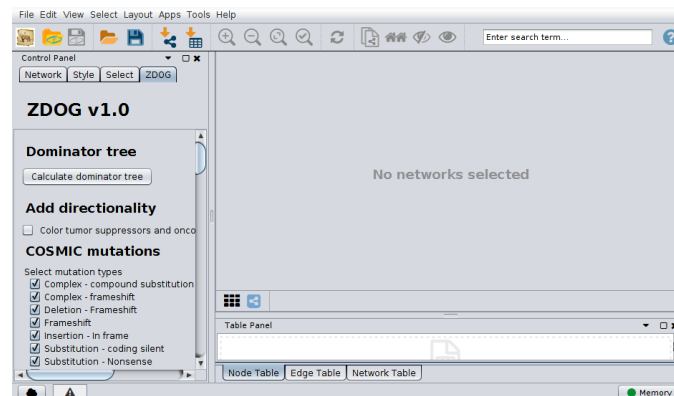 File Edit View Select Layout Apps Tools Help
Enter search term...
Control Panel
Network Style Select ZDOG
ZDOG v1.0
Dominator tree
Calculate dominator tree
No networks selected
Add directionality
Color tumor suppressors and onco
COSMIC mutations
Select mutation types
Complex - compound substitution
Complex - frameshift
Deletion - Frameshift
Frameshift
Insertion - In frame
Substitution - coding silent
Substitution - Nonsense
Table Panel
Node Table Edge Table Network Table
Memory